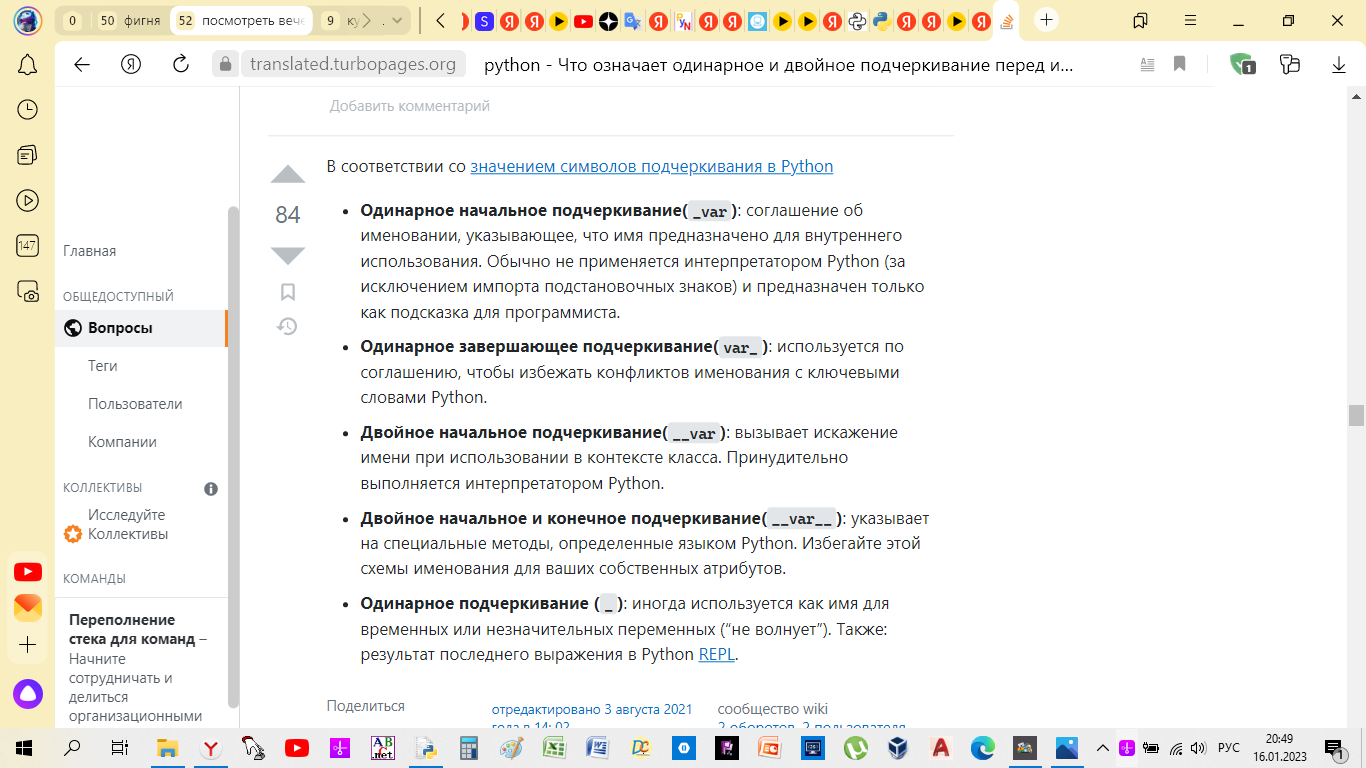 0
50 фигня
52 посмотреть вече
9 ку
translated.turbopages.org
python - Что означает одинарное и двойное подчеркивание перед и...
1
147
Главная
ОБЩЕДОСТУПНЫЙ
Вопросы
Теги
Пользователи
Компании
КОЛЛЕКТИВЫ
Исследуйте
Коллективы
КОМАНДЫ
Переполнение
стека для команд –
Начните
сотрудничать и
делиться
организационными
Добавить комментарий
84
В соответствии со значением символов подчеркивания в Python
• Одинарное начальное подчеркивание( _var ): соглашение об
именовании, указывающее, что имя предназначено для внутреннего
использования. Обычно не применяется интерпретатором Python (за
исключением импорта подстановочных знаков) и предназначен только
как подсказка для программиста.
• Одинарное завершающее подчеркивание( var_ ): используется по
соглашению, чтобы избежать конфликтов именования с ключевыми
словами Python.
• Двойное начальное подчеркивание( __var ): вызывает искажение
имени при использовании в контексте класса. Принудительно
выполняется интерпретатором Python.
• Двойное начальное и конечное подчеркивание( __var__ ): указывает
на специальные методы, определенные языком Python. Избегайте этой
схемы именования для ваших собственных атрибутов.
• Одинарное подчеркивание ( _ ): иногда используется как имя для
временных или незначительных переменных (“не волнует”). Также:
результат последнего выражения в Python REPL.
Поделиться
отредактировано 3 августа 2021
года в 14: 02
сообщество wiki
2 оборотов, 2 пользователя
РУС
20:49
16.01.2023
1